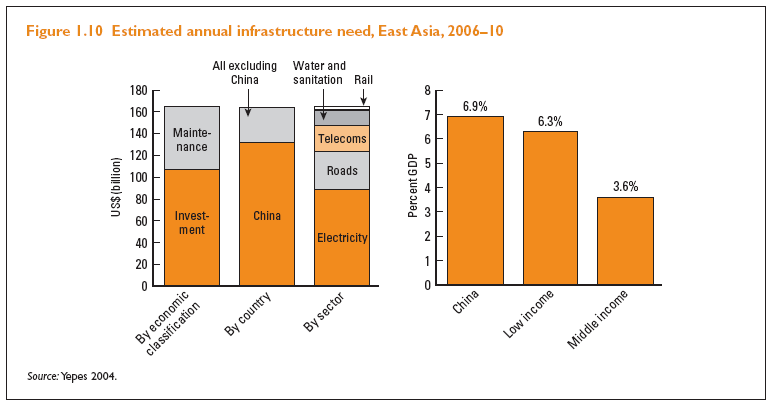 Figure 1.10 Estimated annual infrastructure need, East Asia, 2006–10
All excluding
China
Water and
sanitation
Rail
US$ (billion)
180
160
140
120
100
80
60
40
20
0
Mainte-
nance
Invest-
ment
China
Telecoms
Roads
Electricity
By economic
classification
By country
By sector
Percent GDP
8
7
6
5
4
3
2
1
0
6.9%
6.3%
3.6%
China
Low income
Middle income
Source: Yepes 2004.